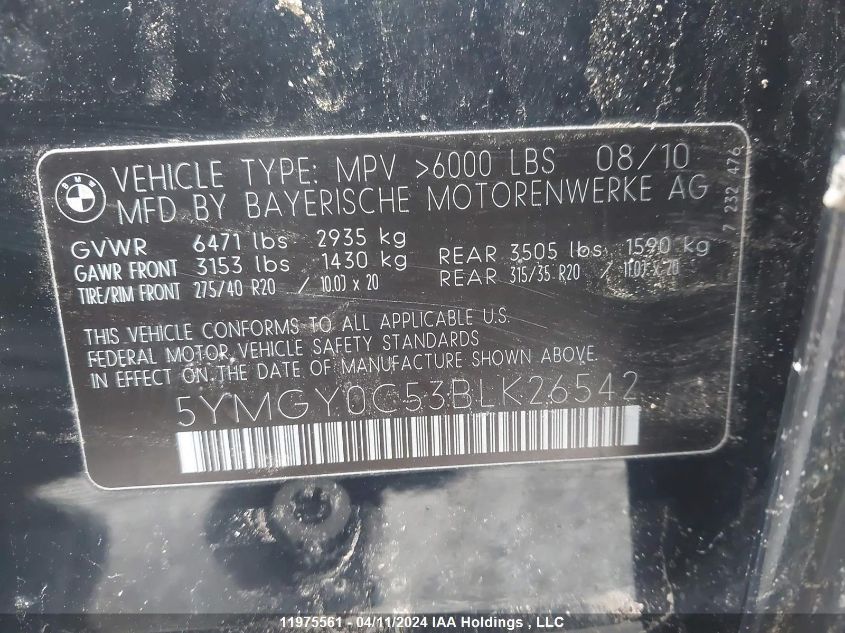 BMW
VEHICLE TYPE: MPV >6000 LBS 08/10
MFD BY BAYERISCHE MOTORENWERKE AG
GVWR 6471 lbs 2935 kg
GAWR FRONT 3153 lbs 1430 kg REAR 3505 lbs 1590 kg
TIRE/RIM FRONT 275/40 R20 / 10.0J x 20 REAR 315/35 R20 / 11.0J x 20
THIS VEHICLE CONFORMS TO ALL APPLICABLE U.S.
FEDERAL MOTOR VEHICLE SAFETY STANDARDS
IN EFFECT ON THE DATE OF MANUFACTURE SHOWN ABOVE.
5YMGY0C53BLK26542
7 232 476
11975561 - 04/11/2024 IAA Holdings , LLC